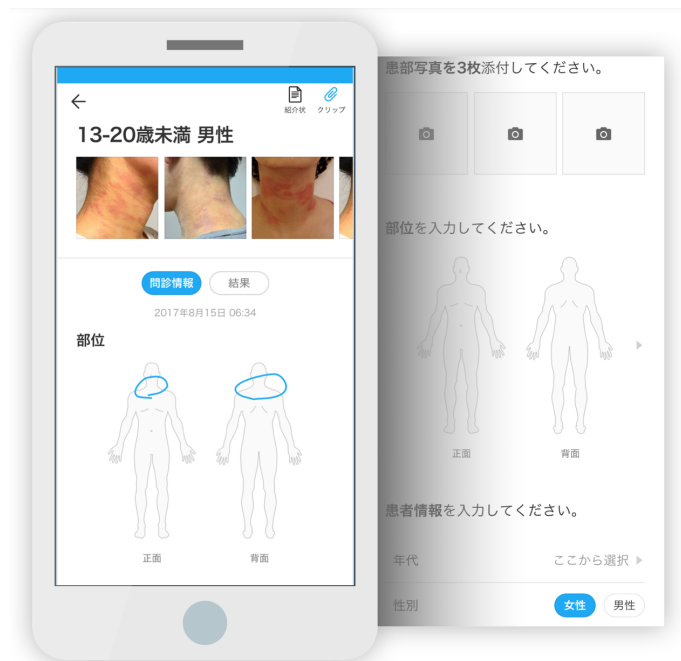 紹介状 クリップ
13-20歳未満 男性
問診情報 結果
2017年8月15日 06:34
部位
正面 背面
患部写真を3枚添付してください。
部位を入力してください。
正面 背面
患者情報を入力してください。
年代 ここから選択
性別 女性 男性